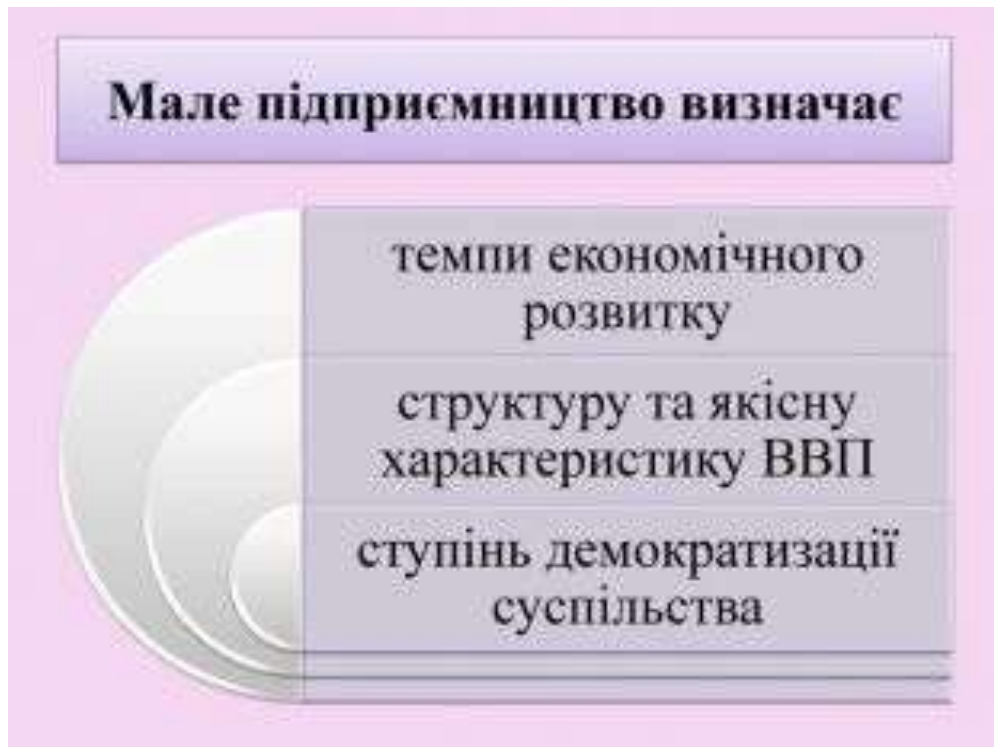 Мале підприємництво визначає
темпи економічного
розвитку
структуру та якісну
характеристику ВВП
ступінь демократизації
суспільства